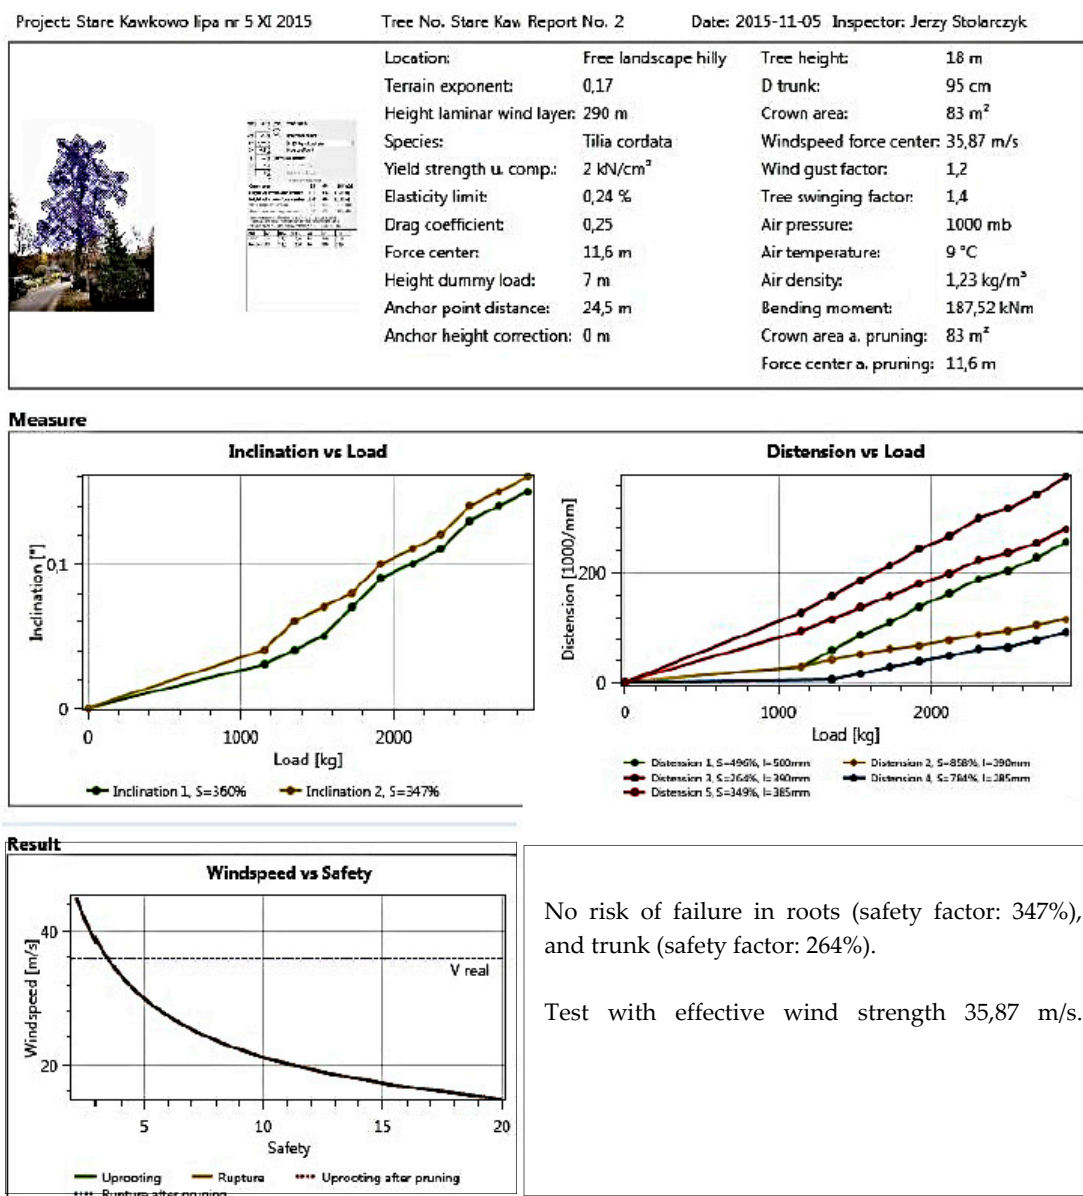 Project: Stare Kawkowo lipa nr 5 XI 2015 Tree No. Stare Kaw Report No. 2 Date: 2015-11-05 Inspector: Jerzy Stolarczyk
Location: Free landscape hilly Tree height: 18 m
Terrain exponent: 0,17 D trunk: 95 cm
Height laminar wind layer: 290 m Crown area: 83 m²
Species: Tilia cordata Windspeed force center: 35,87 m/s
Yield strength u. comp.: 2 kN/cm² Wind gust factor: 1,2
Elasticity limit: 0,24 % Tree swinging factor: 1,4
Drag coefficient: 0,25 Air pressure: 1000 mb
Force center: 11,6 m Air temperature: 9 °C
Height dummy load: 7 m Air density: 1,23 kg/m³
Anchor point distance: 24,5 m Bending moment: 187,52 kNm
Anchor height correction: 0 m Crown area a. pruning: 83 m²
Force center a. pruning: 11,6 m
Measure
Inclination vs Load
Inclination [°]
0,1
0
0 1000 2000
Load [kg]
Inclination 1, S=360% Inclination 2, S=347%
Distension vs Load
Distension [1000/mm]
200
0
0 1000 2000
Load [kg]
Distension 1, S=496%, l=500mm Distension 2, S=858%, l=390mm
Distension 3, S=264%, l=390mm Distension 4, S=784%, l=385mm
Distension 5, S=349%, l=385mm
Result
Windspeed vs Safety
Windspeed [m/s]
40
V real
20
5 10 15 20
Safety
Uprooting Rupture Uprooting after pruning
Rupture after pruning
No risk of failure in roots (safety factor: 347%),
and trunk (safety factor: 264%).
Test with effective wind strength 35,87 m/s.